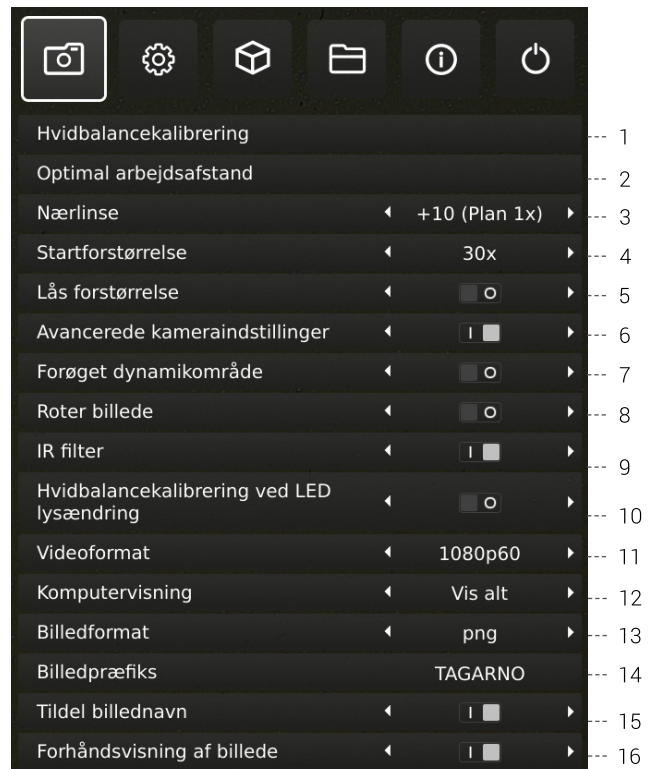 Hvidbalancekalibrering 1
Optimal arbejdsafstand 2
Nærlinse +10 (Plan 1x) 3
Startforstørrelse 30x 4
Lås forstørrelse 5
Avancerede kameraindstillinger 6
Forøget dynamikområde 7
Roter billede 8
IR filter 9
Hvidbalancekalibrering ved LED
lysændring 10
Videoformat 1080p60 11
Komputervisning Vis alt 12
Billedformat png 13
Billedpræfiks TAGARNO 14
Tildel billednavn 15
Forhåndsvisning af billede 16